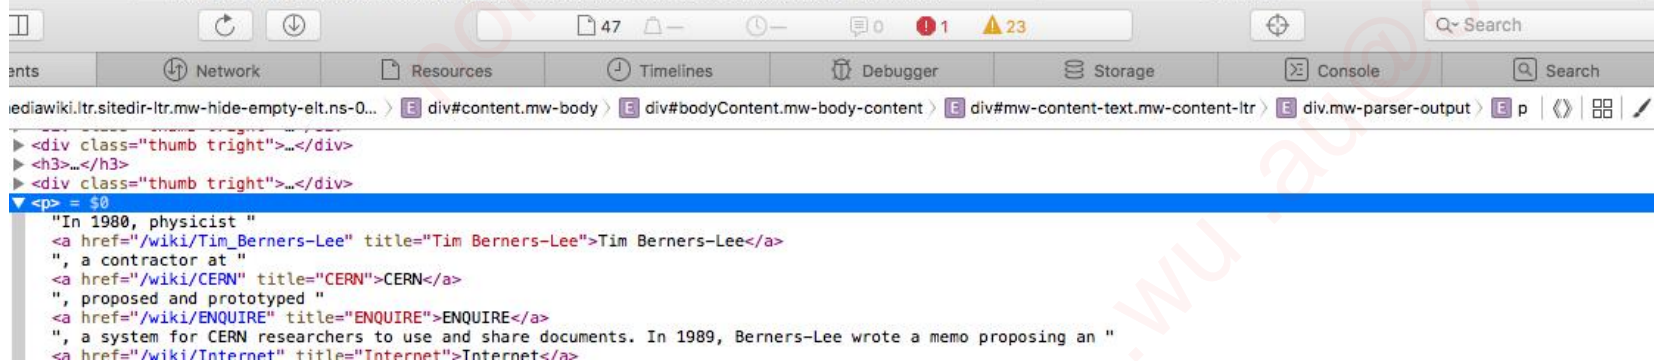 47 — — 0 1 23 Search
ents Network Resources Timelines Debugger Storage Console Search
ediawiki.ltr.sitedir-ltr.mw-hide-empty-elt.ns-0... E div#content.mw-body E div#bodyContent.mw-body-content E div#mw-content-text.mw-content-ltr E div.mw-parser-output E p
<div class="thumb tright">…</div>
<h3>…</h3>
<div class="thumb tright">…</div>
<p> = $0
"In 1980, physicist "
<a href="/wiki/Tim_Berners-Lee" title="Tim Berners-Lee">Tim Berners-Lee</a>
", a contractor at "
<a href="/wiki/CERN" title="CERN">CERN</a>
", proposed and prototyped "
<a href="/wiki/ENQUIRE" title="ENQUIRE">ENQUIRE</a>
", a system for CERN researchers to use and share documents. In 1989, Berners-Lee wrote a memo proposing an "
<a href="/wiki/Internet" title="Internet">Internet</a>